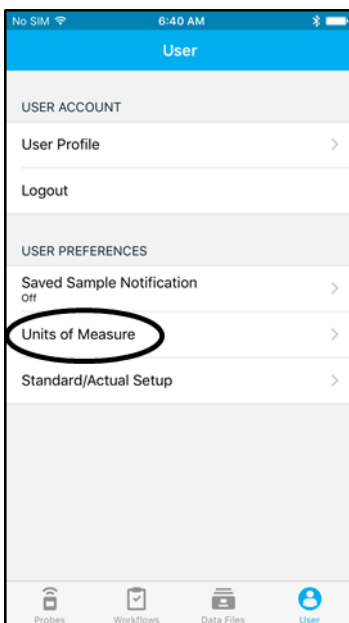 No SIM 6:40 AM
User
USER ACCOUNT
User Profile
Logout
USER PREFERENCES
Saved Sample Notification
Off
Units of Measure
Standard/Actual Setup
Probes Workflows Data Files User